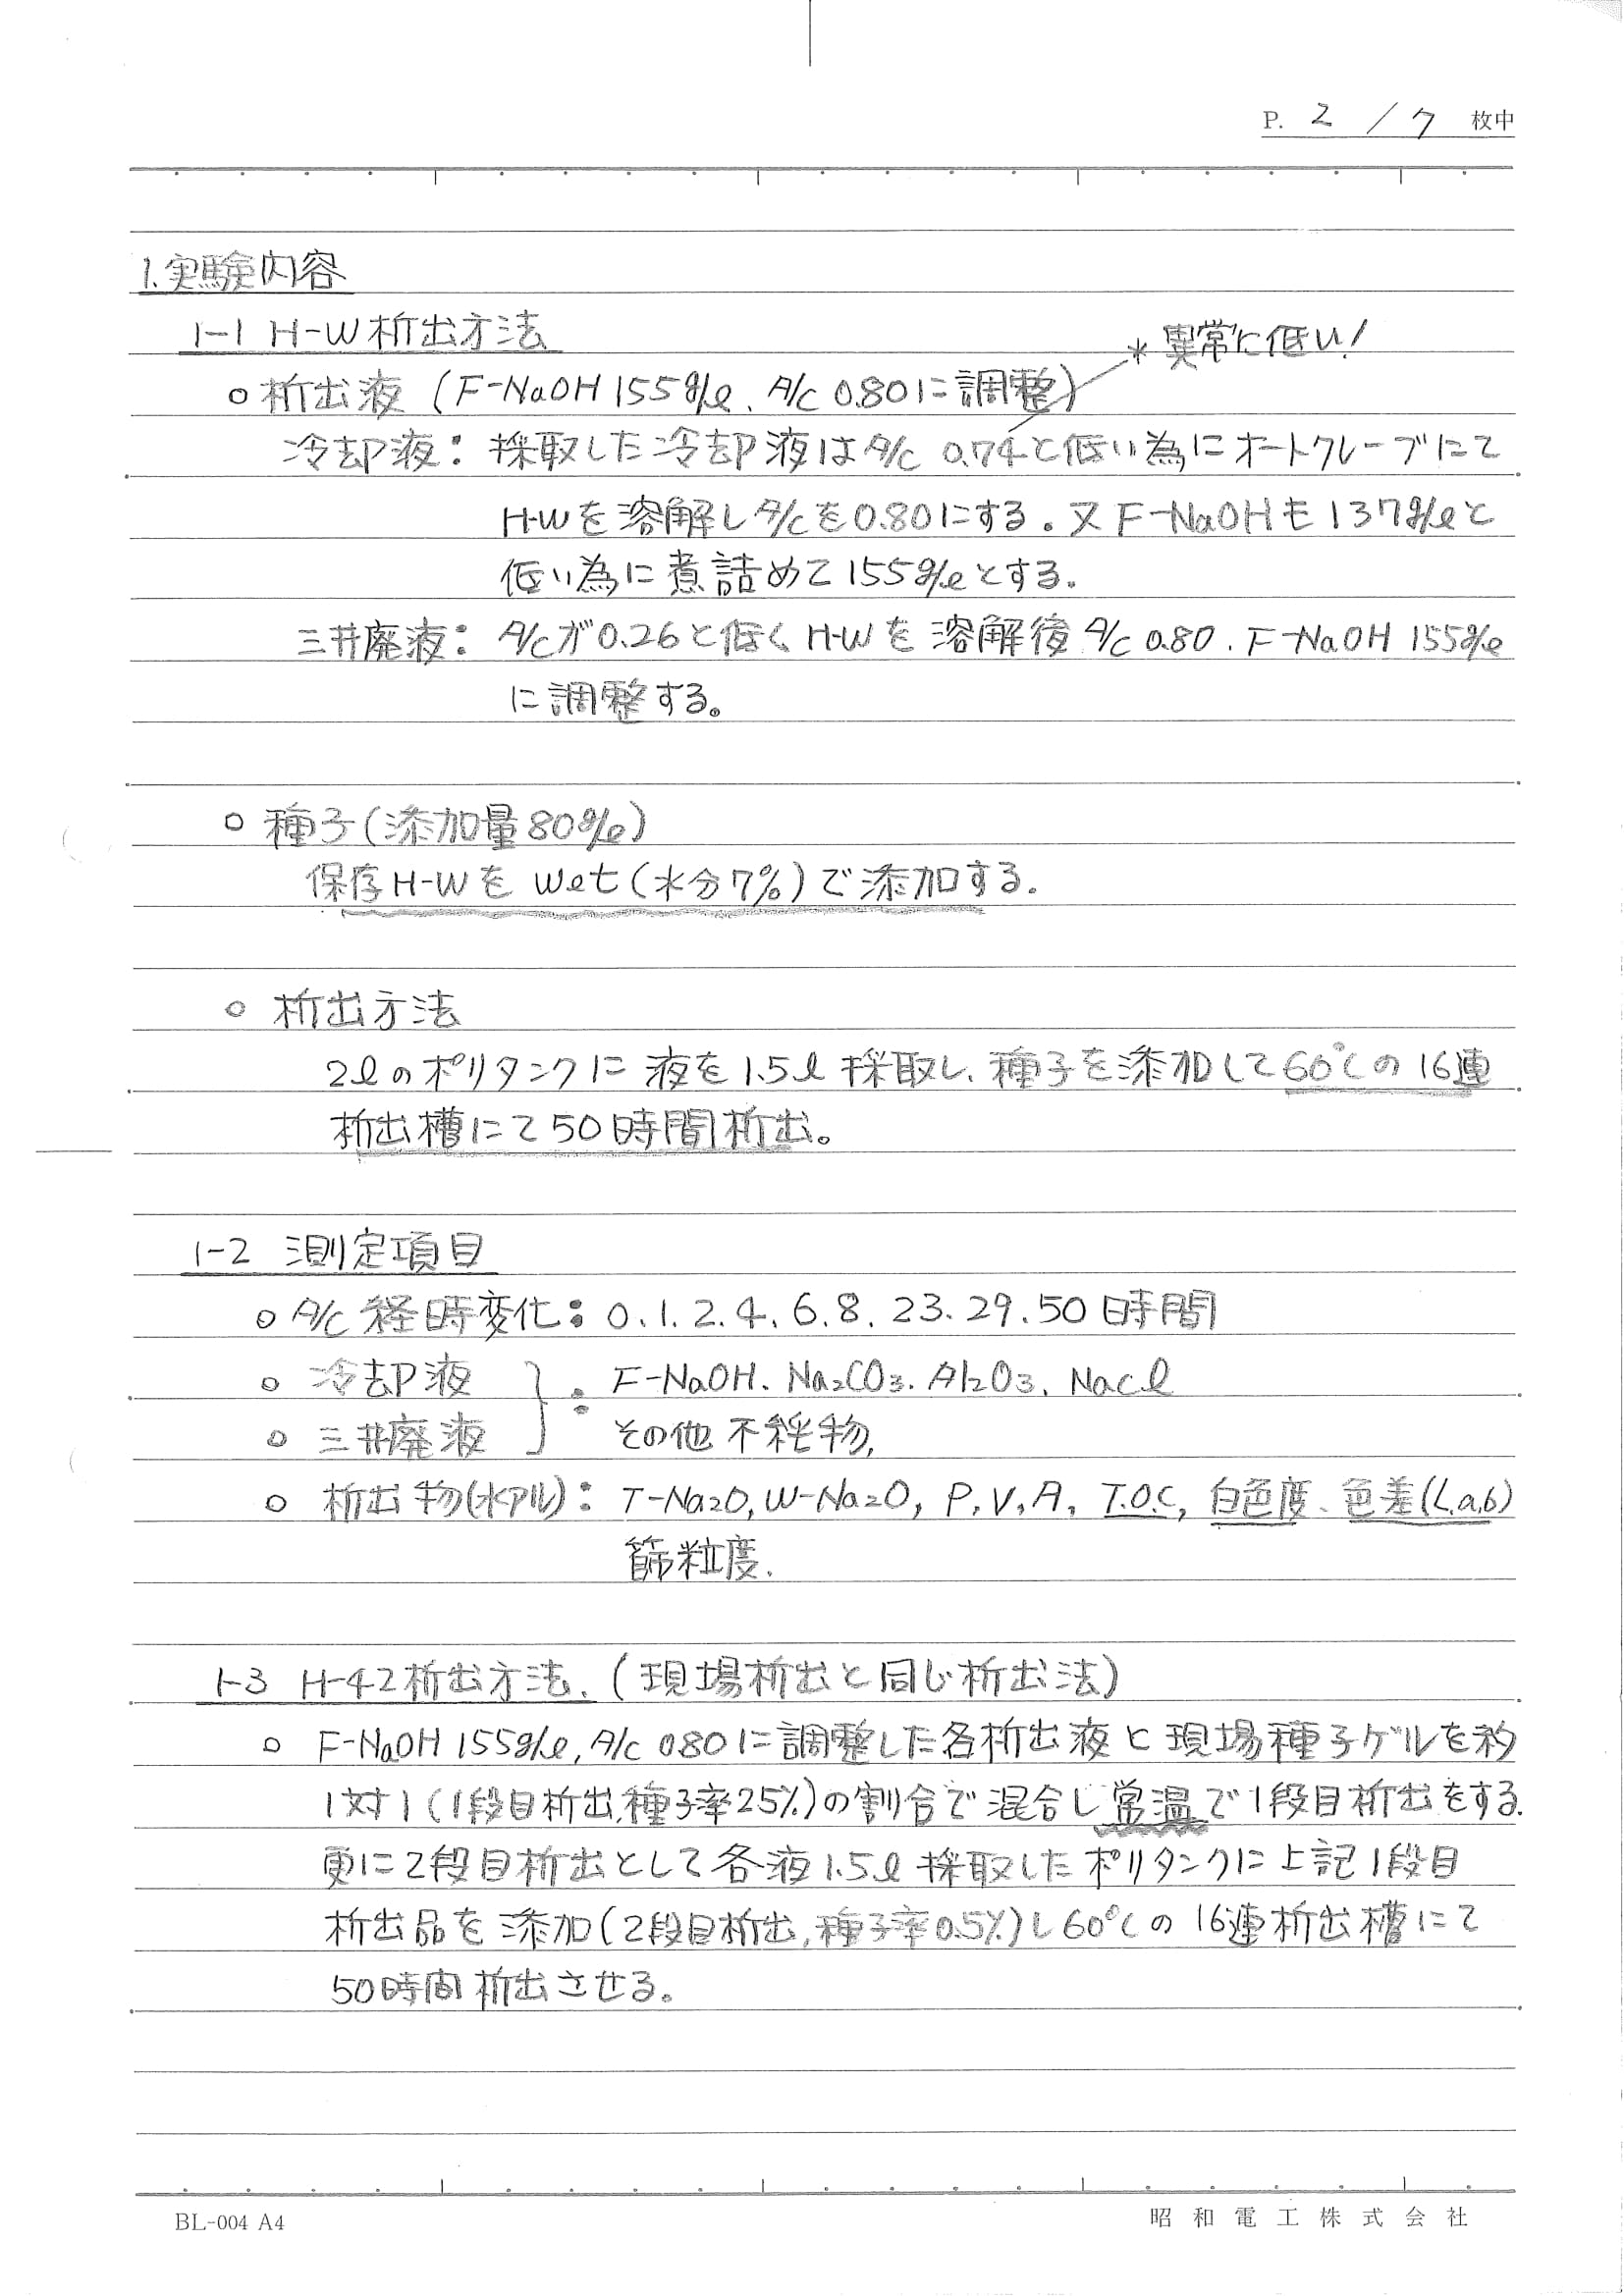 P. 2 / 7 枚中
1.実験内容
1-1 H-W析出方法
* 異常に低い!
○ 析出液 (F-NaOH 155g/l、A/c 0.80に調整)
冷却液: 採取した冷却液はA/c 0.74と低い為にオートクレーブにて
H-Wを溶解しA/cを0.80にする。又F-NaOHも137g/lと
低い為に煮詰めて155g/lとする.
三井廃液: A/cが0.26と低くH-Wを溶解後A/c 0.80. F-NaOH 155g/l
に調整する。
○ 種子(添加量80g/l)
保存H-Wをwet(水分7%)で添加する.
○ 析出方法
2lのポリタンクに液を1.5l採取し、種子を添加して60℃の16連
析出槽にて50時間析出。
1-2 測定項目
○ A/c 経時変化: 0. 1. 2. 4. 6. 8. 23. 29. 50時間
○ 冷却液 } : F-NaOH. Na₂CO₃. Al₂O₃. Nacl
○ 三井廃液 } その他不純物,
○ 析出物(水アル): T-Na₂O, W-Na₂O, P, V, A, T.O.C, 白色度、色差(L.a.b)
篩粒度.
1-3 H-42析出方法. (現場析出と同じ析出法)
○ F-NaOH 155g/l, A/c 0.80に調整した各析出液と現場種子ゲルを約
1対1(1段目析出,種子率25%)の割合で混合し常温で1段目析出をする.
更に2段目析出として各液1.5l採取したポリタンクに上記1段目
析出品を添加(2段目析出,種子率0.5%)し60℃の16連析出槽にて
50時間析出させる。
BL-004 A4
昭和電工株式会社